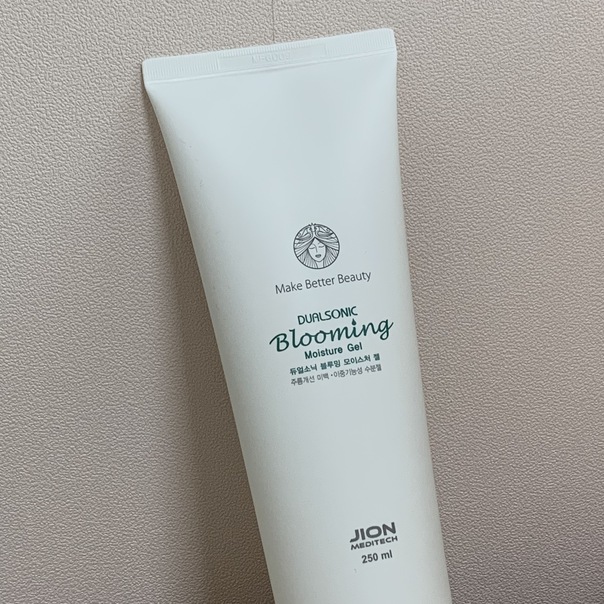 Make Better Beauty
DUALSONIC
Blooming
Moisture Gel
듀얼소닉 블루밍 모이스처 젤
주름개선 미백·이중기능성 수분젤
JION
MEDITECH
250 ml